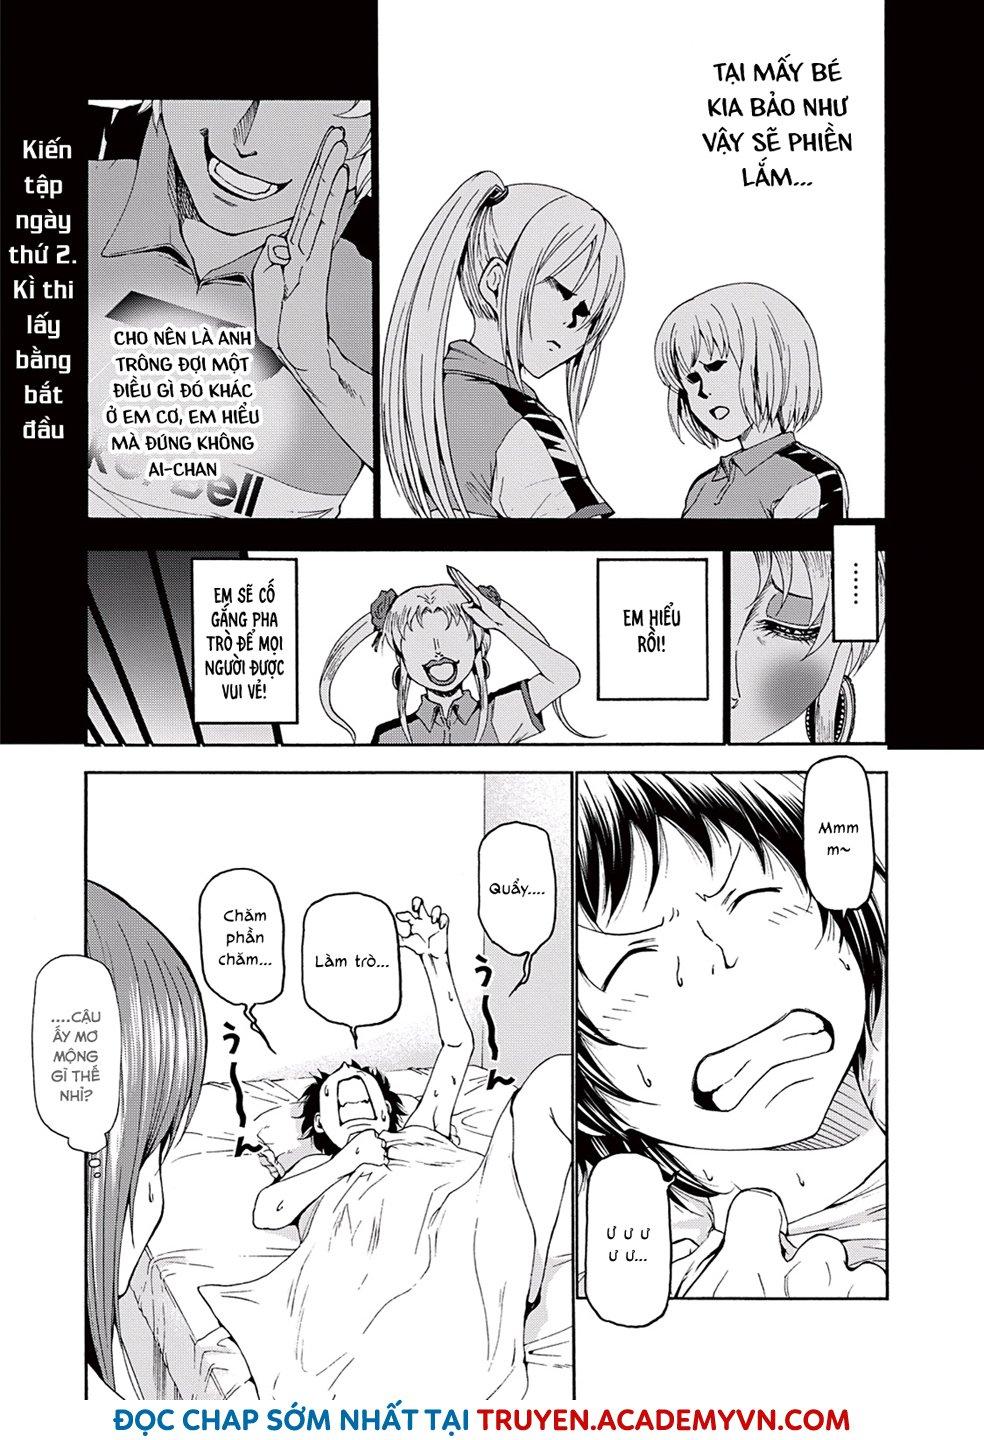 TẠI MẤY BÉ
KIA BẢO NHƯ
VẬY SẼ PHIỀN
LẮM...
Kiến
tập
ngày
thứ 2.
Kì thi
lấy
bằng
bắt
đầu
CHO NÊN LÀ ANH
TRÔNG ĐỢI MỘT
ĐIỀU GÌ ĐÓ KHÁC
Ở EM CƠ, EM HIỂU
MÀ ĐÚNG KHÔNG
AI-CHAN
.........
EM HIỂU
RỒI!
EM SẼ CỐ
GẮNG PHA
TRÒ ĐỂ MỌI
NGƯỜI ĐƯỢC
VUI VẺ!
Mmm
m~
Ư Ư Ư
Ư Ư...
Quẩy....
Làm trò...
Chăm
phần
chăm...
う～ん
う～ん
....CẬU
ẤY MƠ
MỘNG
GÌ THẾ
NHỈ?
ĐỌC CHAP SỚM NHẤT TẠI TRUYEN.ACADEMYVN.COM